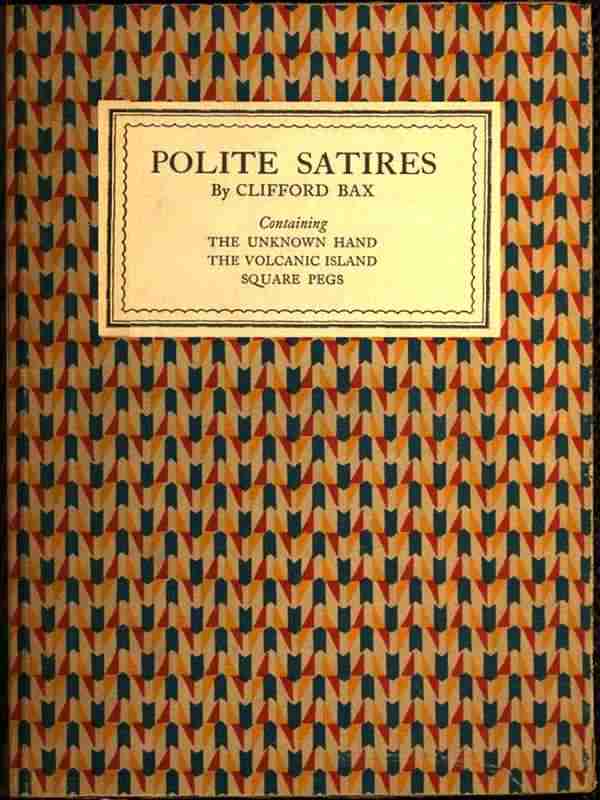 POLITE SATIRES
By CLIFFORD BAX
Containing
THE UNKNOWN HAND
THE VOLCANIC ISLAND
SQUARE PEGS